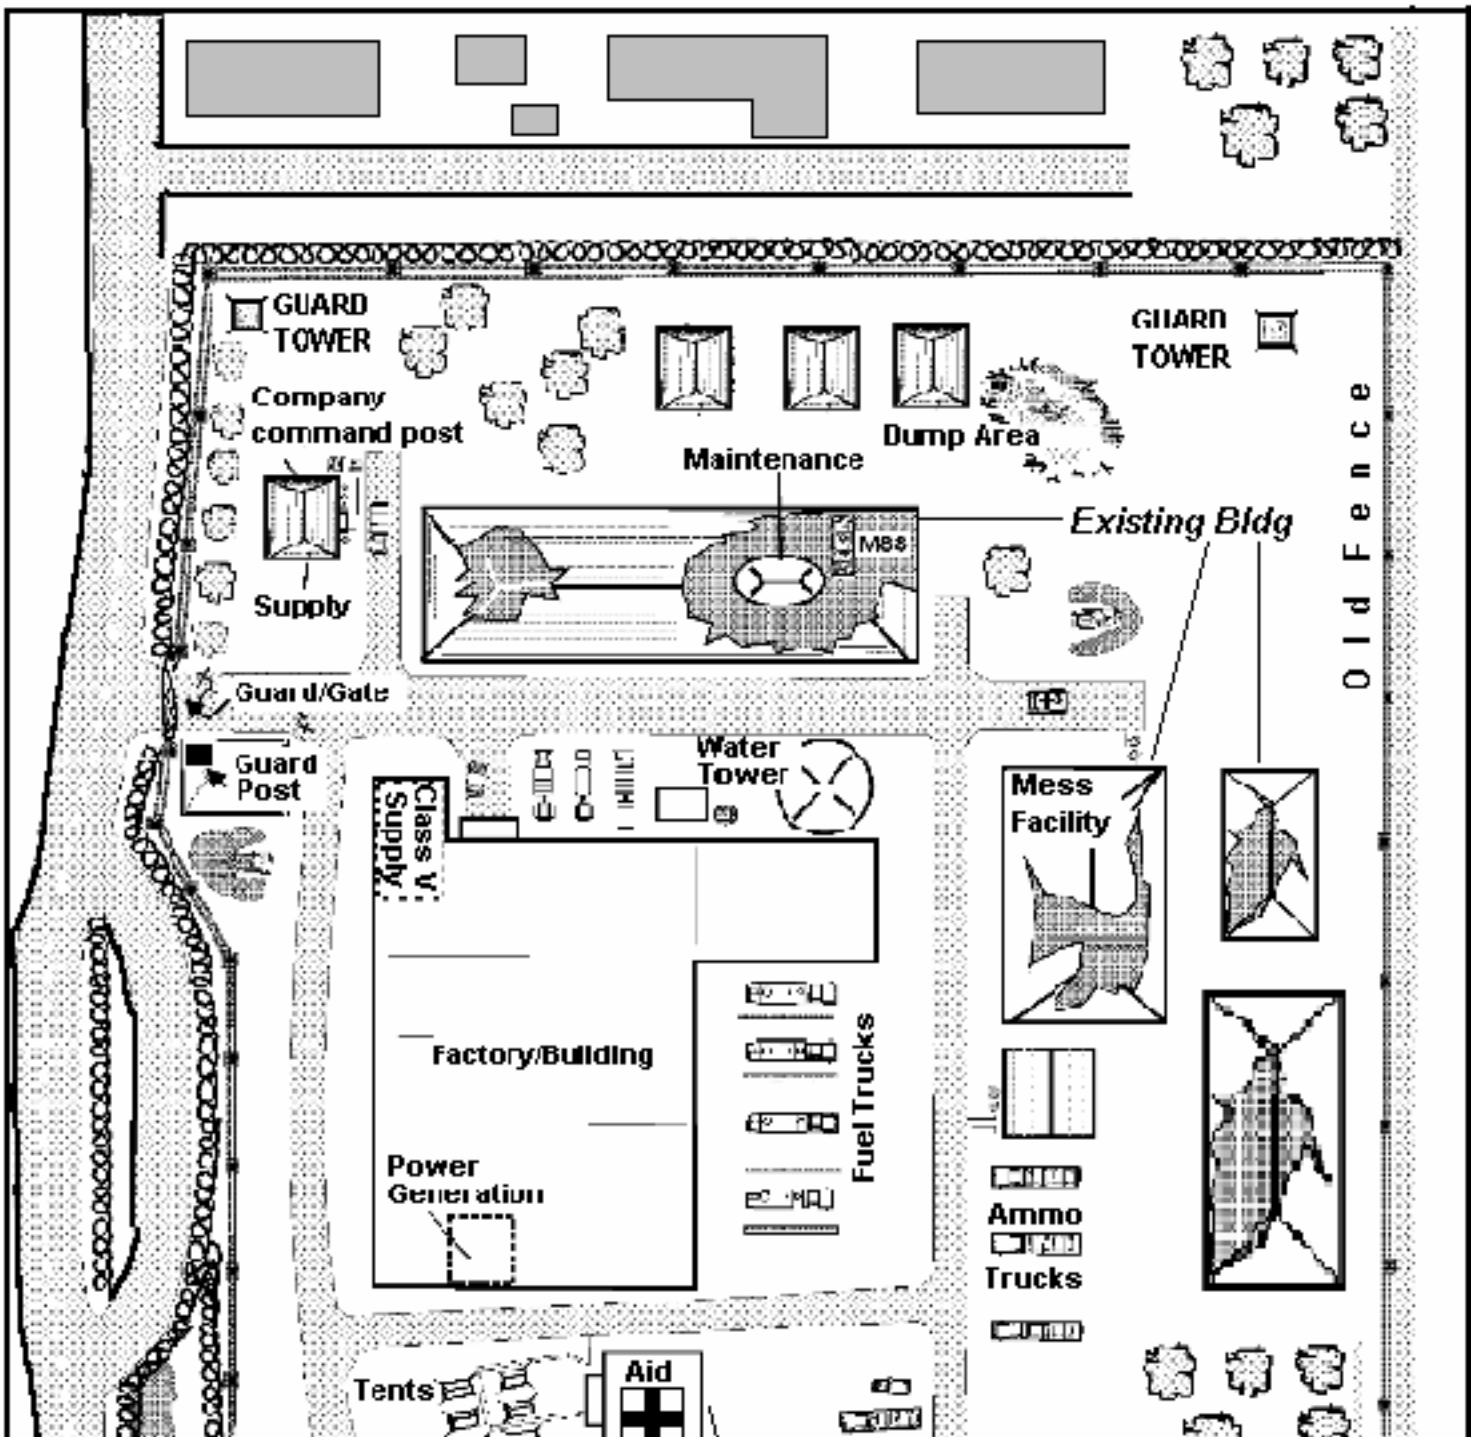 GUARD
TOWER
GUARD
TOWER
Company
command post
Dump Area
Maintenance
Existing Bldg
M88
Supply
Old Fence
Guard/Gate
Guard
Post
Water
Tower
Class V
Supply
Mess
Facility
Factory/Building
Fuel Trucks
Power
Generation
Ammo
Trucks
Tents
Aid